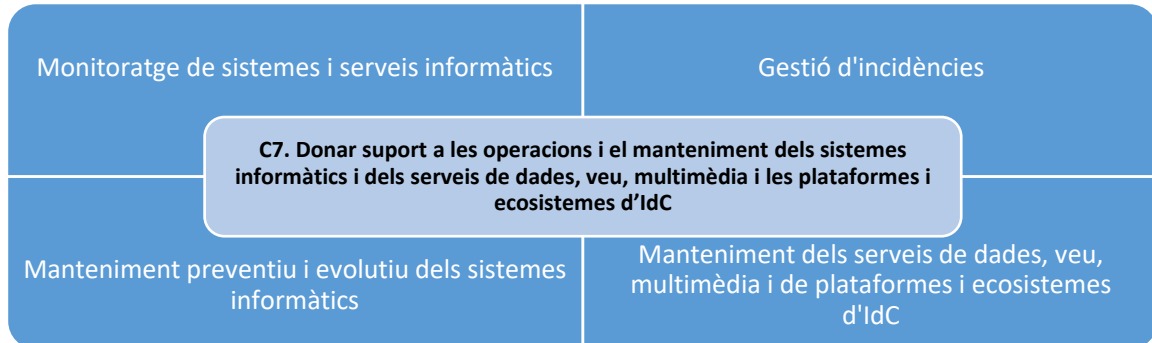 Monitoratge de sistemes i serveis informàtics
Gestió d'incidències
C7. Donar suport a les operacions i el manteniment dels sistemes
informàtics i dels serveis de dades, veu, multimèdia i les plataformes i
ecosistemes d’IdC
Manteniment preventiu i evolutiu dels sistemes
informàtics
Manteniment dels serveis de dades, veu,
multimèdia i de plataformes i ecosistemes
d'IdC